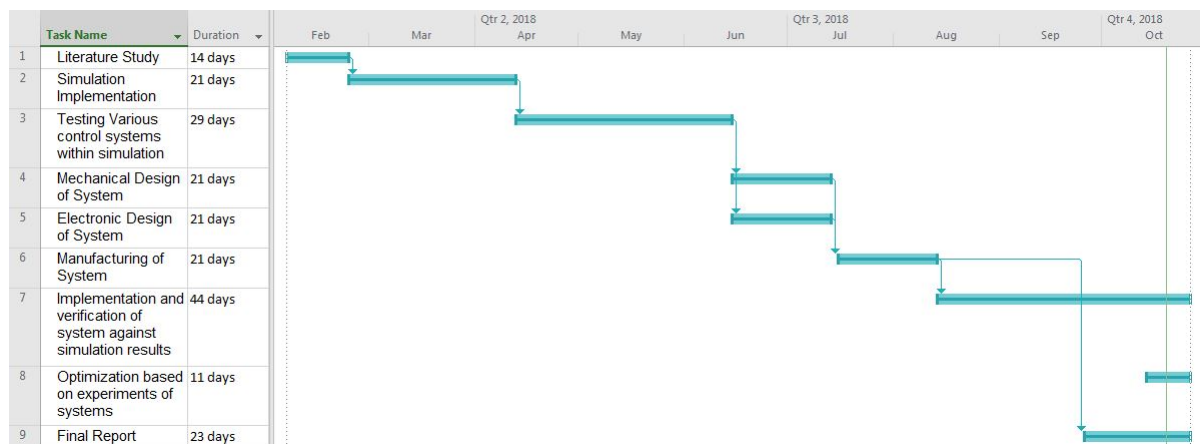 Qtr 2, 2018 Qtr 3, 2018 Qtr 4, 2018
Task Name Duration Feb Mar Apr May Jun Jul Aug Sep Oct
1 Literature Study 14 days
2 Simulation 21 days
Implementation
3 Testing Various 29 days
control systems
within simulation
4 Mechanical Design 21 days
of System
5 Electronic Design 21 days
of System
6 Manufacturing of 21 days
System
7 Implementation and 44 days
verification of
system against
simulation results
8 Optimization based 11 days
on experiments of
systems
9 Final Report 23 days